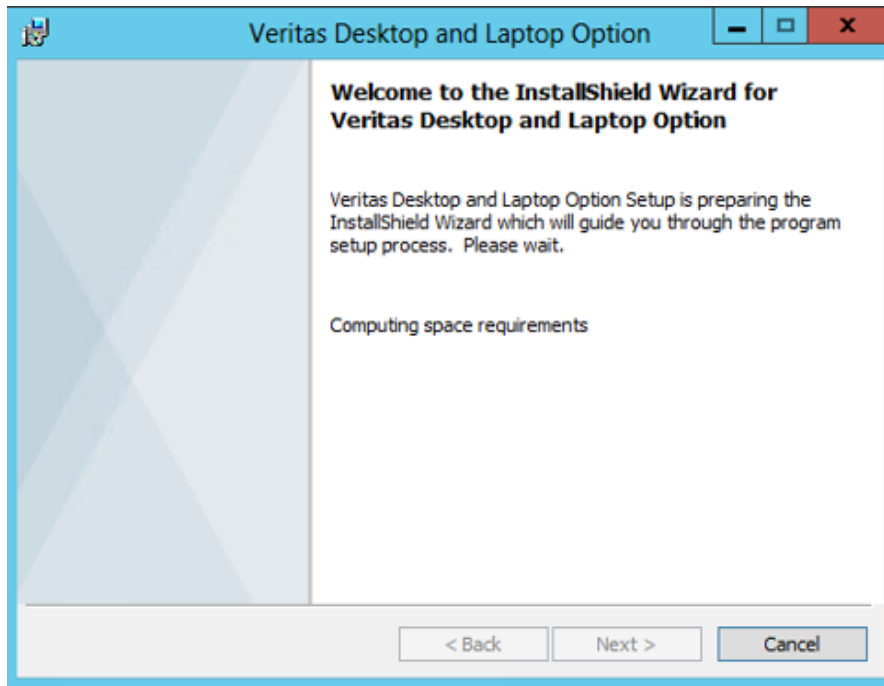 Veritas Desktop and Laptop Option
Welcome to the InstallShield Wizard for
Veritas Desktop and Laptop Option
Veritas Desktop and Laptop Option Setup is preparing the
InstallShield Wizard which will guide you through the program
setup process.  Please wait.
Computing space requirements
< Back
Next >
Cancel